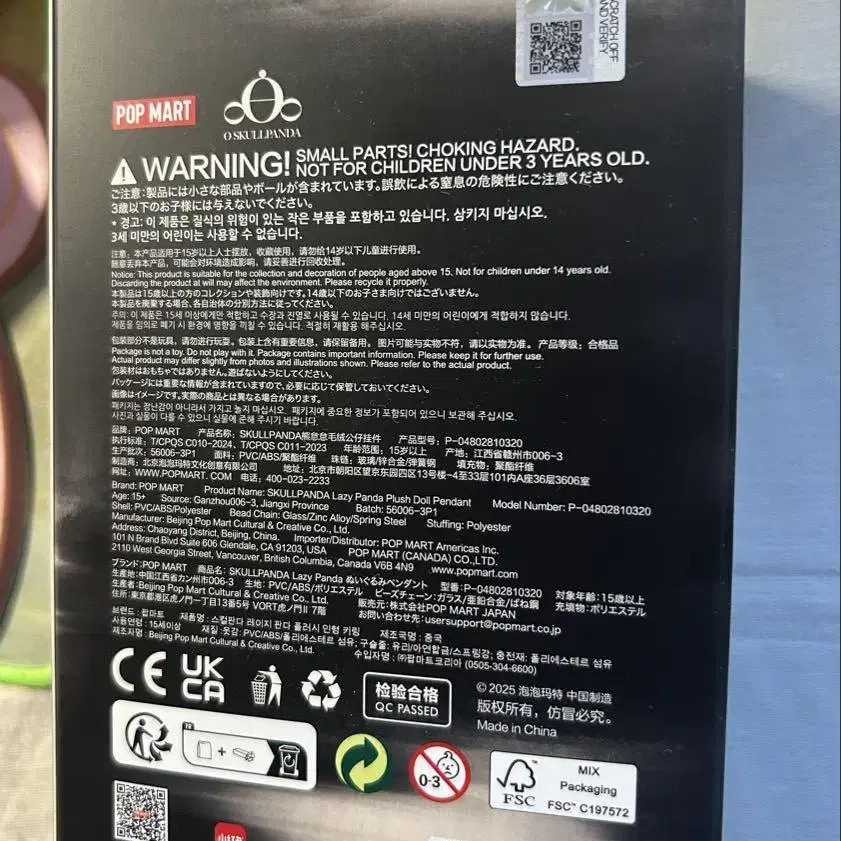 SCRATCH OFF
AND VERIFY
POP MART
SKULLPANDA
WARNING! SMALL PARTS! CHOKING HAZARD.
NOT FOR CHILDREN UNDER 3 YEARS OLD.
ご注意:製品には小さな部品やボールが含まれています。誤飲による窒息の危険性にご注意ください。
3歳以下のお子様には与えないでください。
* 경고: 이 제품은 질식의 위험이 있는 작은 부품을 포함하고 있습니다. 삼키지 마십시오.
3세 미만의 어린이는 사용할 수 없습니다.
注意:本产品适用于15岁以上人士摆放,收藏使用,请勿给14岁以下儿童进行使用。
随意丢弃本产品,可能会对环境造成影响,请妥善进行回收处理。
Notice: This product is suitable for the collection and decoration of people aged above 15. Not for children under 14 years old.
Discarding the product at will may affect the environment. Please recycle it properly.
本製品は15歳以上の方のコレクションや装飾向けです。14歳以下のお子さま向けではございません。
本製品を廃棄する場合、各自治体の分別方法に従ってください。
주의: 이 제품은 15세 이상에게만 적합하고 수장과 진열로 사용될 수 있습니다. 14세 미만의 어린이에게 적합하지 않습니다.
제품을 임의로 폐기 시 환경에 영향을 끼칠 수 있습니다. 적절히 재활용 해주십시오.
包装部分不是玩具,请勿进行玩耍。包装上含有重要信息,请保留备用。图片可能与实物不符,请以实物为准。 产品等级:合格品
Package is not a toy. Do not play with it. Package contains important information. Please keep it for further use.
Actual product may differ slightly from photos and illustrations shown. Please refer to the actual product.
包装材はおもちゃではありません。遊ばないようにしてください。
パッケージには重要な情報が含まれていますので、必要に応じて保管しておいてください。
画像はイメージです。実際の商品とは異なる場合があります。
패키지는 장난감이 아니라서 가지고 놀지 마십시오. 패키지에 중요한 정보가 포함되어 있으니 보관해 주십시오.
사진과 실물이 다를 수 있으니 실물에 준해 주시기 바랍니다.
品牌:POP MART 产品名称:SKULLPANDA熊怠怠毛绒公仔挂件 产品型号:P-04802810320
执行标准:T/CPQS C010-2024、T/CPQS C011-2023 年龄范围:15岁以上 产地:江西省赣州市006-3
生产批次:56006-3P1 面料:PVC/ABS/聚酯纤维 珠链:玻璃/锌合金/弹簧钢 填充物:聚酯纤维
制造商:北京泡泡玛特文化创意有限公司 地址:北京市朝阳区望京东园四区13号楼-4至33层101内A座36层3606室
网址:WWW.POPMART.COM 电话:400-023-2233
Brand: POP MART Product Name: SKULLPANDA Lazy Panda Plush Doll Pendant Model Number: P-04802810320
Age: 15+ Source: Ganzhou006-3, Jiangxi Province Batch: 56006-3P1
Shell: PVC/ABS/Polyester Bead Chain: Glass/Zinc Alloy/Spring Steel Stuffing: Polyester
Manufacturer: Beijing Pop Mart Cultural & Creative Co., Ltd.
Address: Chaoyang District, Beijing, China. Importer/Distributor: POP MART Americas Inc.
101 N Brand Blvd Suite 606 Glendale, CA 91203, USA POP MART (CANADA) CO.,LTD.
2110 West Georgia Street, Vancouver, British Columbia, Canada V6B 4N9 www.popmart.com
ブランド:POP MART 商品名:SKULLPANDA Lazy Panda ぬいぐるみペンダント 型番:P-04802810320 対象年齢:15歳以上
生産地:中国江西省カン州市006-3 生地:PVC/ABS/ポリエステル ビーズチェーン:ガラス/亜鉛合金/ばね鋼 充填物:ポリエステル
生産者:Beijing Pop Mart Cultural & Creative Co., Ltd. 販売元:株式会社POP MART JAPAN
住所:東京都港区虎ノ門一丁目13番5号 VORT虎ノ門II 7階 お問い合わせ先:usersupport@popmart.co.jp
브랜드: 팝마트 제품명: 스컬판다 레이지 판다 플러시 인형 키링 제조국명: 중국
사용연령: 15세이상 재질: 옷감: PVC/ABS/폴리에스테르 섬유; 구슬줄: 유리/아연합금/스프링강; 충전재: 폴리에스테르 섬유
제조자명: Beijing Pop Mart Cultural & Creative Co., Ltd. 수입자명: ㈜팝마트코리아 (0505-304-6600)
CE
UK
CA
检验合格
QC PASSED
© 2025 泡泡玛特 中国制造
版权所有,仿冒必究。
Made in China
FR
+
0-3
FSC™
MIX
Packaging
FSC™ C197572
小红书